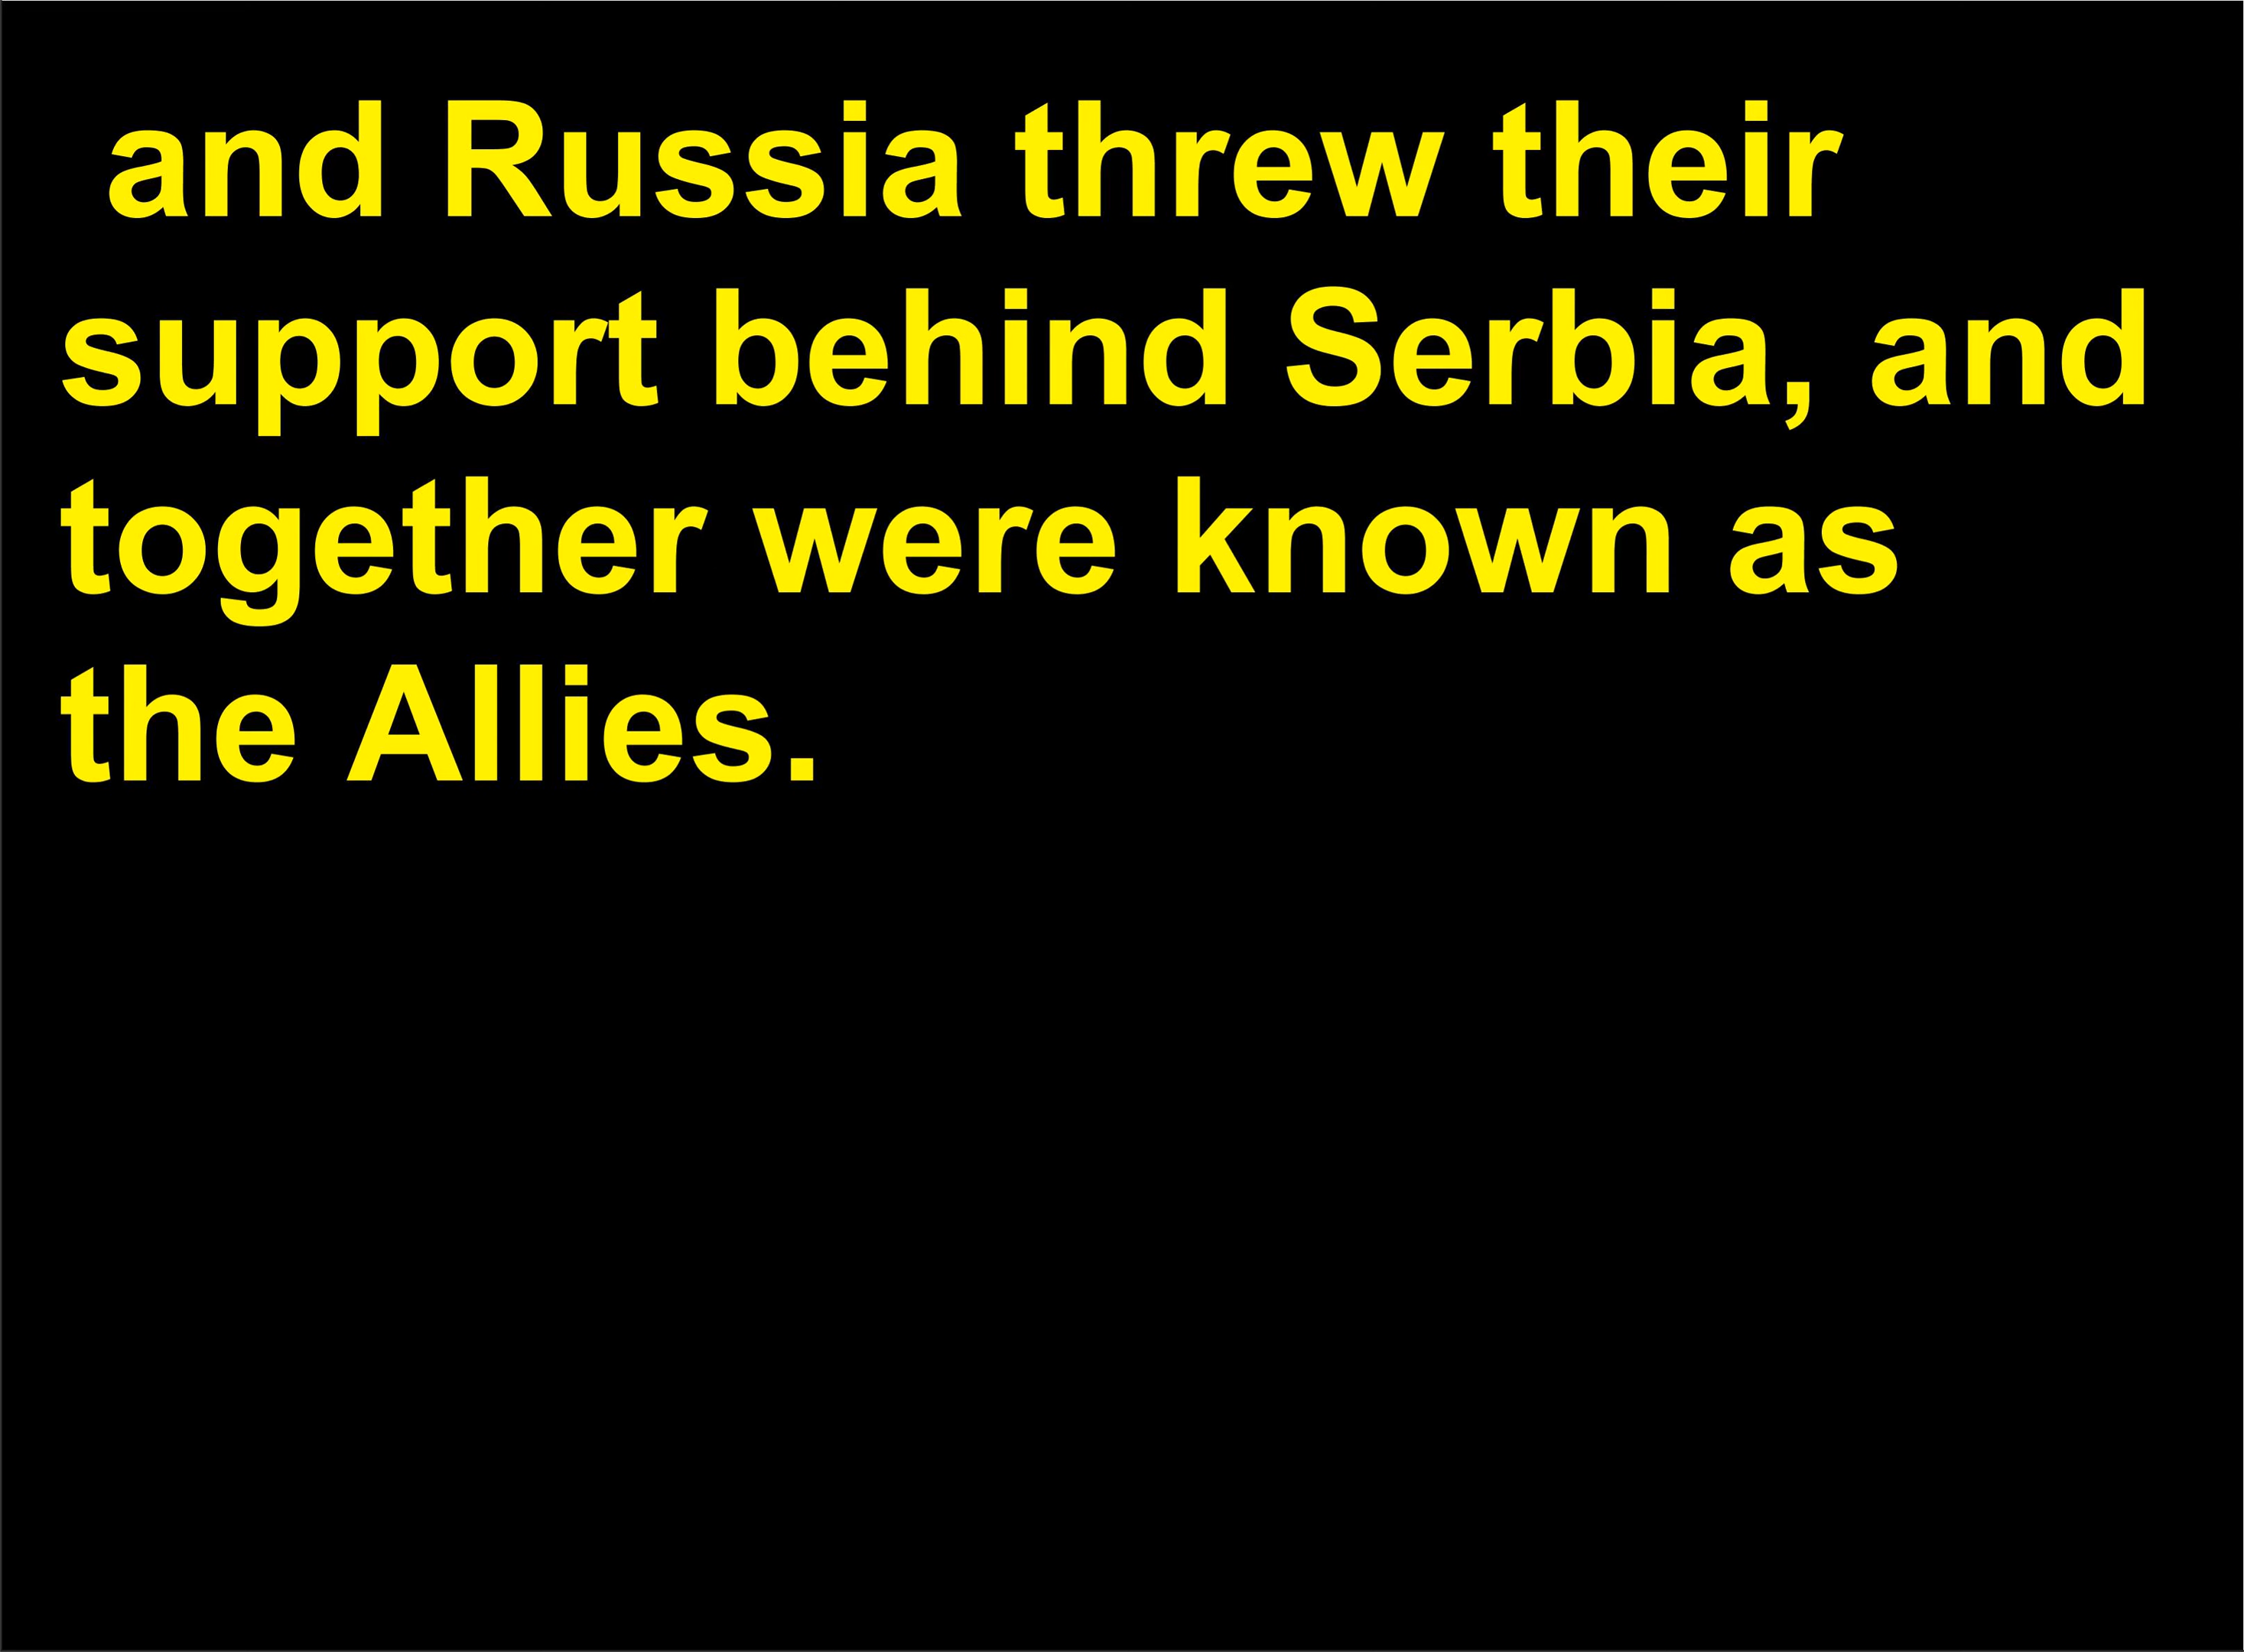 and Russia threw their
support behind Serbia, and
together were known as
the Allies.